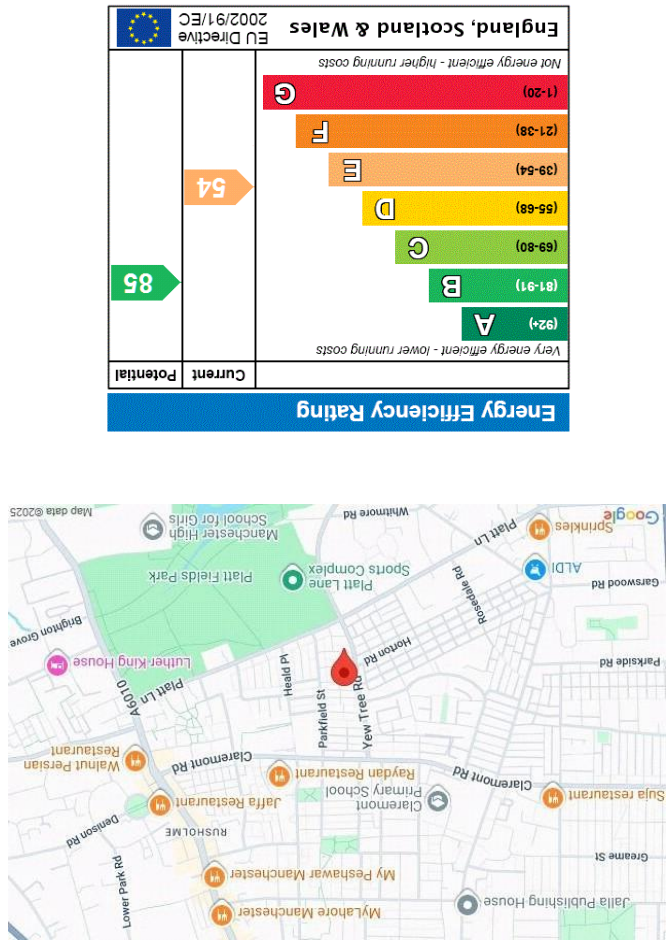 Jalla Publishing House
MyLahore Manchester
Greame St
My Peshawar Manchester
Lower Park Rd
RUSHOLME
Denison Rd
Suja restaurant
Claremont
Primary School
Jaffa Restaurant
Claremont Rd
Raydan Restaurant
Claremont Rd
Walnut Persian
Restaurant
Yew Tree Rd
Parkfield St
Heald Pl
Platt Ln
A6010
Parkside Rd
Horton Rd
Luther King House
Brighton Grove
Garswood Rd
Rosedale Rd
ALDI
Platt Lane
Sports Complex
Platt Fields Park
Sprinkles
Platt Ln
Whitmore Rd
Manchester High
School for Girls
Google
Map data ©2025
Energy Efficiency Rating
Current
Potential
Very energy efficient - lower running costs
(92+) A
(81-91) B
85
(69-80) C
(55-68) D
(39-54) E
54
(21-38) F
(1-20) G
Not energy efficient - higher running costs
England, Scotland & Wales
EU Directive
2002/91/EC